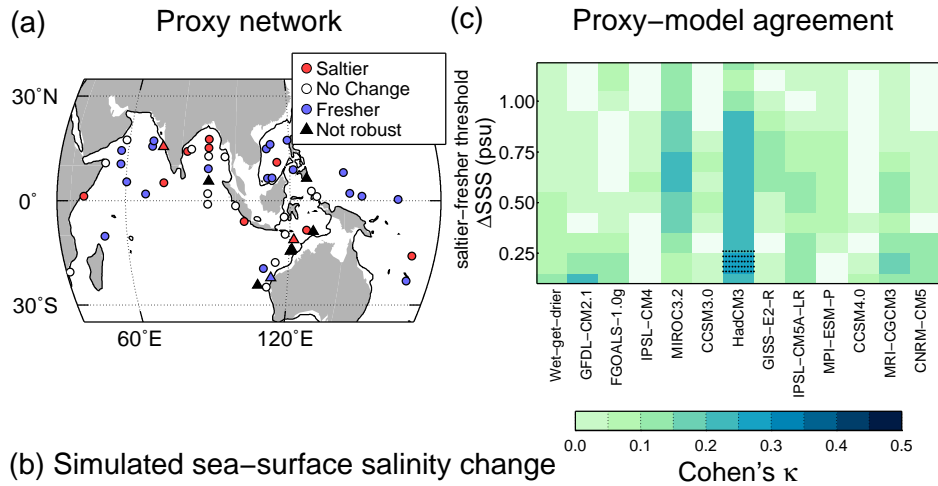 (a) Proxy network
Saltier
No Change
Fresher
Not robust
30°N
0°
30°S
60°E
120°E
(c) Proxy−model agreement
saltier−fresher threshold
ΔSSS (psu)
1.00
0.75
0.50
0.25
Wet−get−drier
GFDL−CM2.1
FGOALS−1.0g
IPSL−CM4
MIROC3.2
CCSM3.0
HadCM3
GISS−E2−R
IPSL−CM5A−LR
MPI−ESM−P
CCSM4.0
MRI−CGCM3
CNRM−CM5
0.0 0.1 0.2 0.3 0.4 0.5
Cohen's κ
(b) Simulated sea−surface salinity change